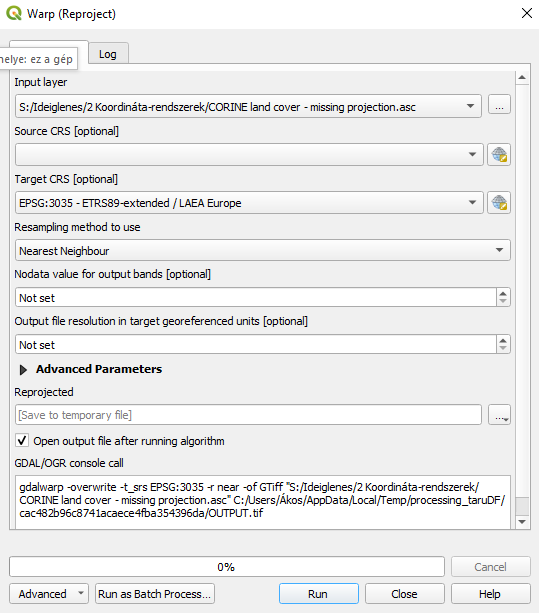 Warp (Reproject)
helye: ez a gép
Log
Input layer
S:/Ideiglenes/2 Koordináta-rendszerek/CORINE land cover - missing projection.asc
...
Source CRS [optional]
Target CRS [optional]
EPSG:3035 - ETRS89-extended / LAEA Europe
Resampling method to use
Nearest Neighbour
Nodata value for output bands [optional]
Not set
Output file resolution in target georeferenced units [optional]
Not set
Advanced Parameters
Reprojected
[Save to temporary file]
...
Open output file after running algorithm
GDAL/OGR console call
gdalwarp -overwrite -t_srs EPSG:3035 -r near -of GTiff "S:/Ideiglenes/2 Koordináta-rendszerek/
CORINE land cover - missing projection.asc" C:/Users/Ákos/AppData/Local/Temp/processing_taruDF/
cac482b96c8741acaece4fba354396da/OUTPUT.tif
0%
Cancel
Advanced
Run as Batch Process...
Run
Close
Help